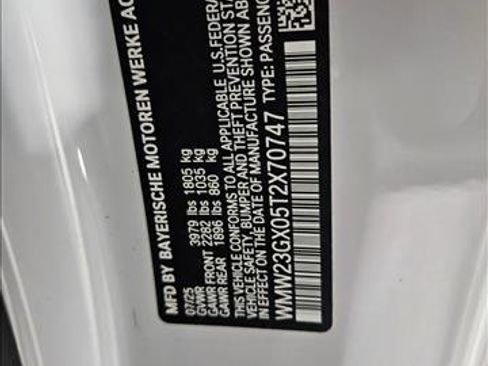 MFD BY BAYERISCHE MOTOREN WERKE AG
07/25
GVWR 3979 lbs 1805 kg
GAWR FRONT 2282 lbs 1035 kg
GAWR REAR 1896 lbs 860 kg
THIS VEHICLE CONFORMS TO ALL APPLICABLE U.S. FEDERAL
VEHICLE SAFETY, BUMPER AND THEFT PREVENTION
IN EFFECT ON THE DATE OF MANUFACTURE SHOWN ABOVE
WMW23GX05T2X70747 TYPE: PASSENG